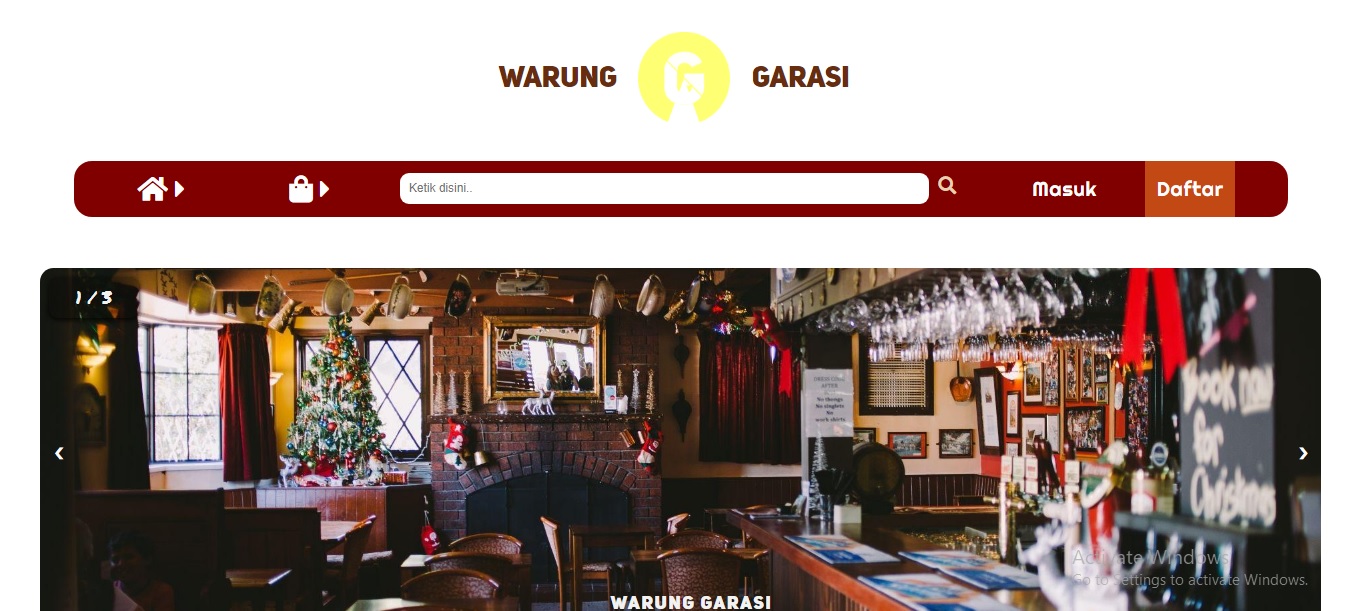 WARUNG GARASI
Ketik disini..
Masuk
Daftar
1 / 3
DRESS CODE
AFTER
No thongs
No singlets
No
work shirts
Book now
for
Christmas
Activate Windows
Go to Settings to activate Windows.
WARUNG GARASI